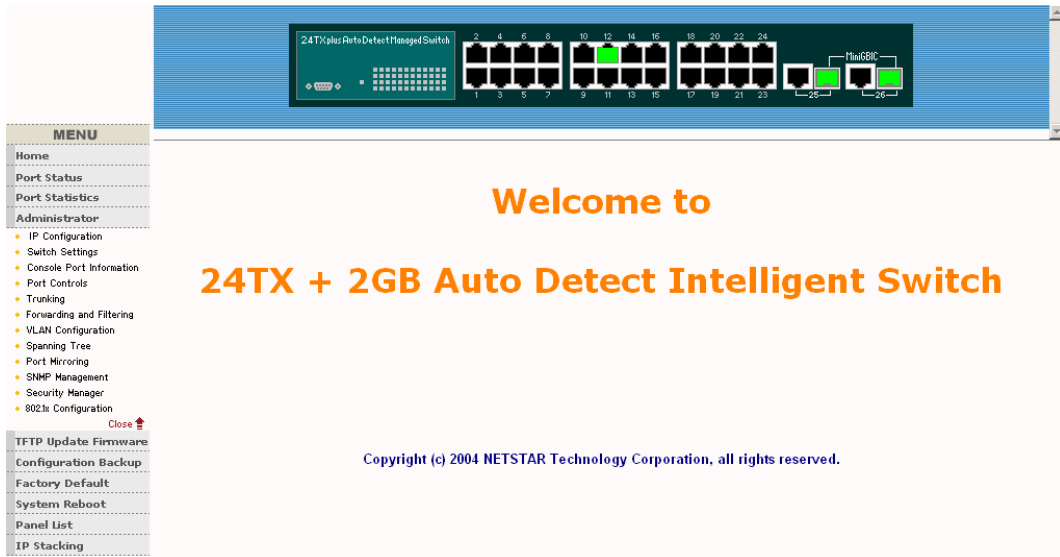 24TXplus Auto Detect Managed Switch
2 4 6 8 10 12 14 16 18 20 22 24
MiniGBIC
1 3 5 7 9 11 13 15 17 19 21 23 25 26
MENU
Home
Port Status
Port Statistics
Administrator
IP Configuration
Switch Settings
Console Port Information
Port Controls
Trunking
Forwarding and Filtering
VLAN Configuration
Spanning Tree
Port Mirroring
SNMP Management
Security Manager
802.1x Configuration
Close
TFTP Update Firmware
Configuration Backup
Factory Default
System Reboot
Panel List
IP Stacking
Welcome to
24TX + 2GB Auto Detect Intelligent Switch
Copyright (c) 2004 NETSTAR Technology Corporation, all rights reserved.